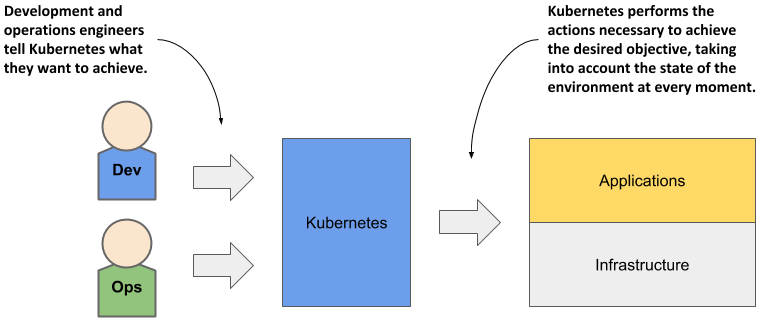 Development and
operations engineers
tell Kubernetes what
they want to achieve.
Kubernetes performs the
actions necessary to achieve
the desired objective, taking
into account the state of the
environment at every moment.
Dev
Ops
Kubernetes
Applications
Infrastructure